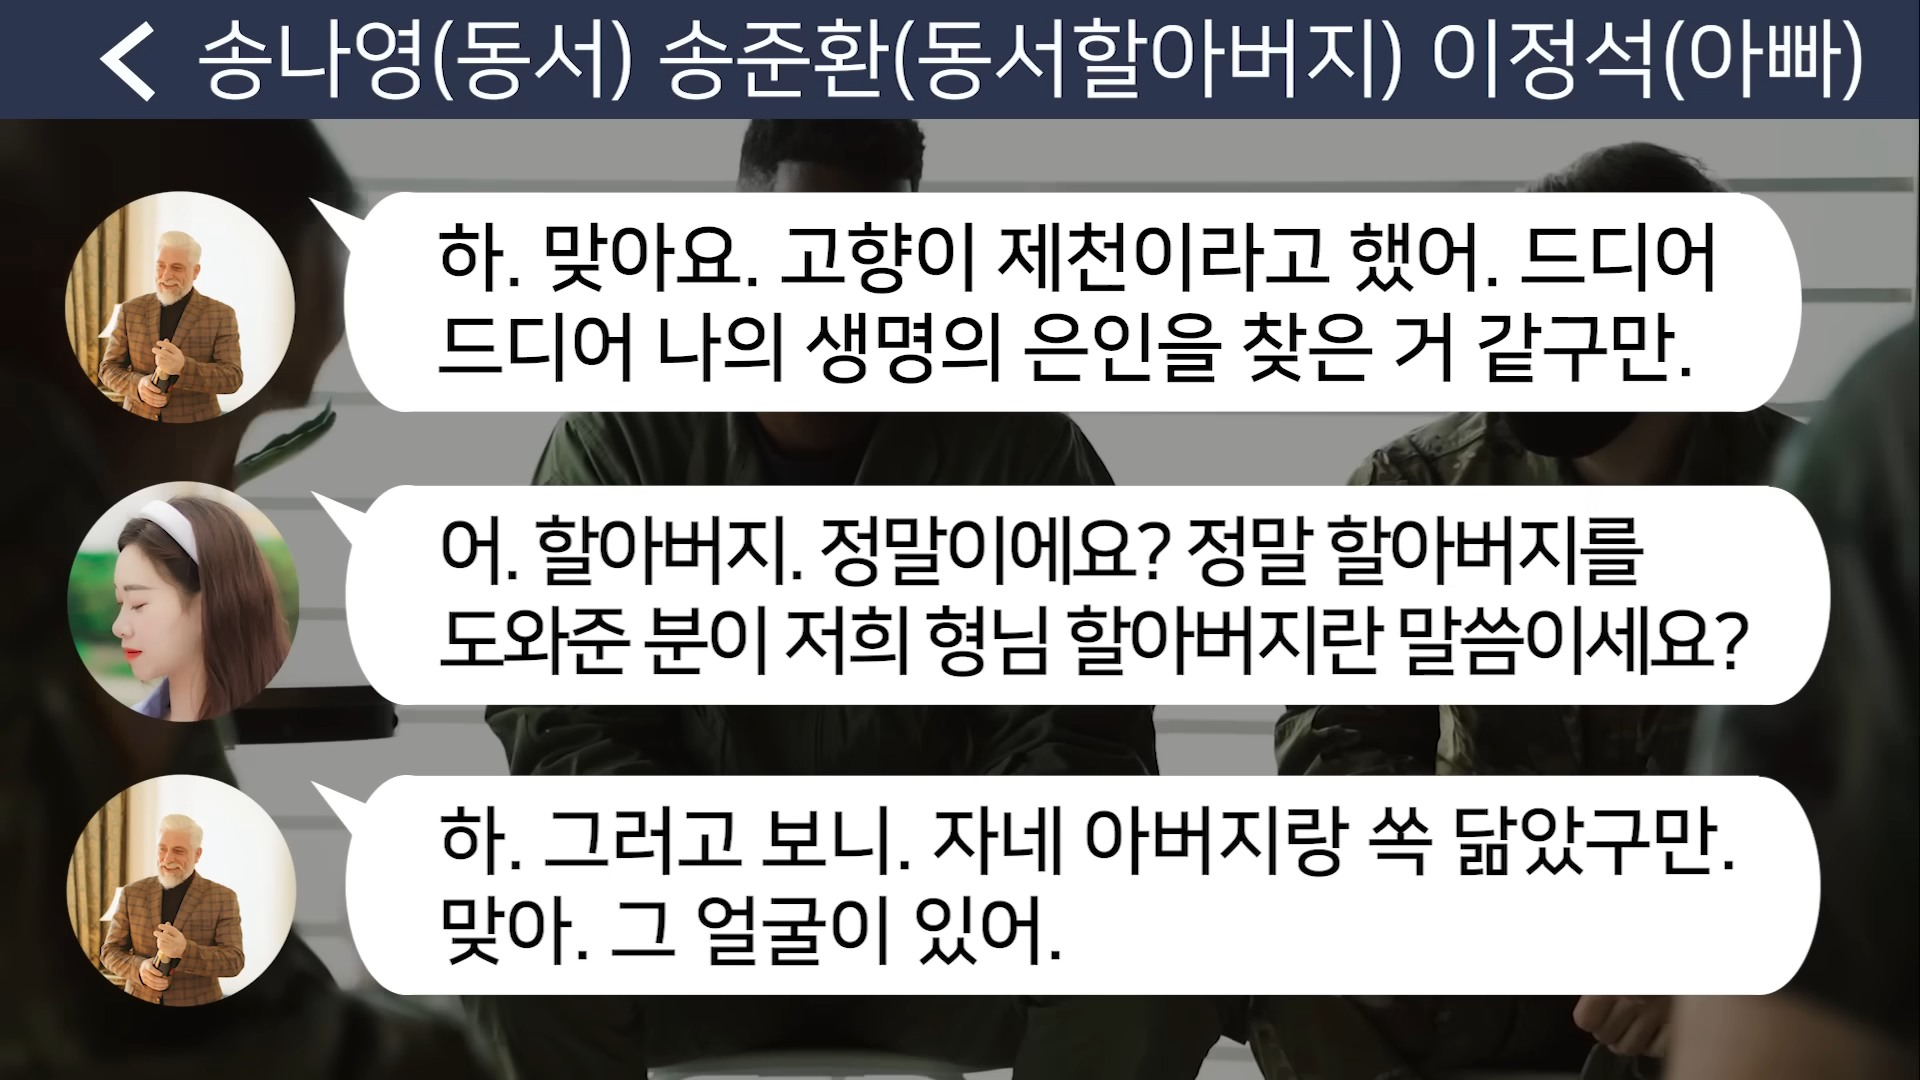 송나영(동서) 송준환(동서할아버지) 이정석(아빠)
하. 맞아요. 고향이 제천이라고 했어. 드디어
드디어 나의 생명의 은인을 찾은 거 같구만.
어. 할아버지. 정말이에요? 정말 할아버지를
도와준 분이 저희 형님 할아버지란 말씀이세요?
하. 그러고 보니. 자네 아버지랑 쏙 닮았구만.
맞아. 그 얼굴이 있어.